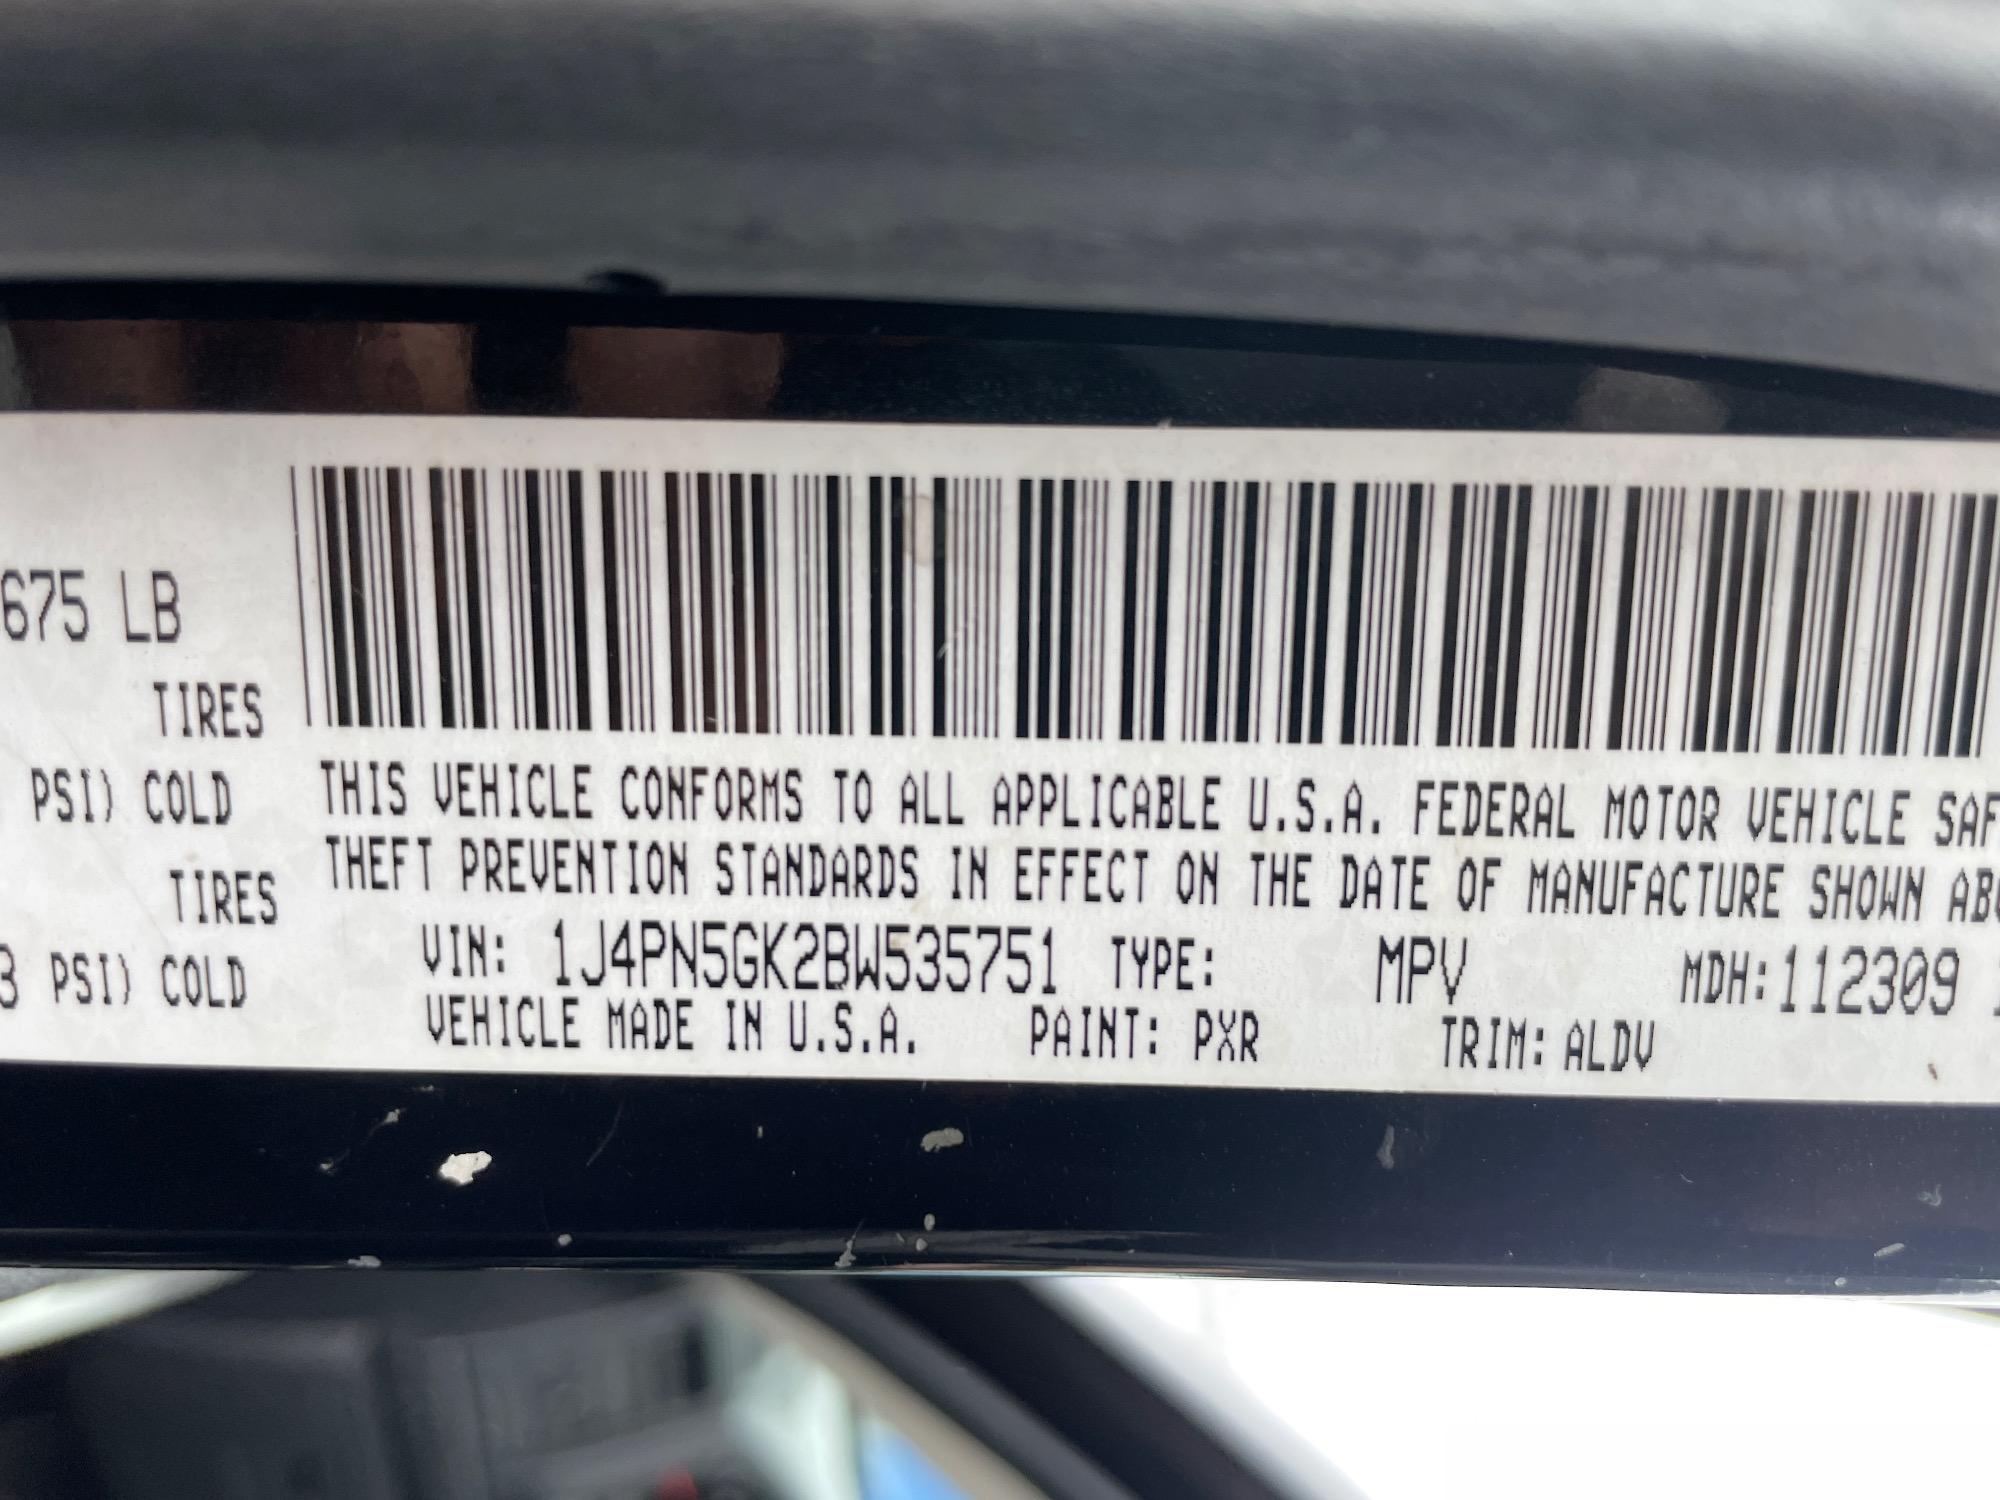 675 LB
TIRES
PSI) COLD
TIRES
3 PSI) COLD
THIS VEHICLE CONFORMS TO ALL APPLICABLE U.S.A. FEDERAL MOTOR VEHICLE SAF
THEFT PREVENTION STANDARDS IN EFFECT ON THE DATE OF MANUFACTURE SHOWN AB
VIN: 1J4PN5GK2BW535751 TYPE: MPV MDH:112309
VEHICLE MADE IN U.S.A. PAINT: PXR TRIM: ALDV